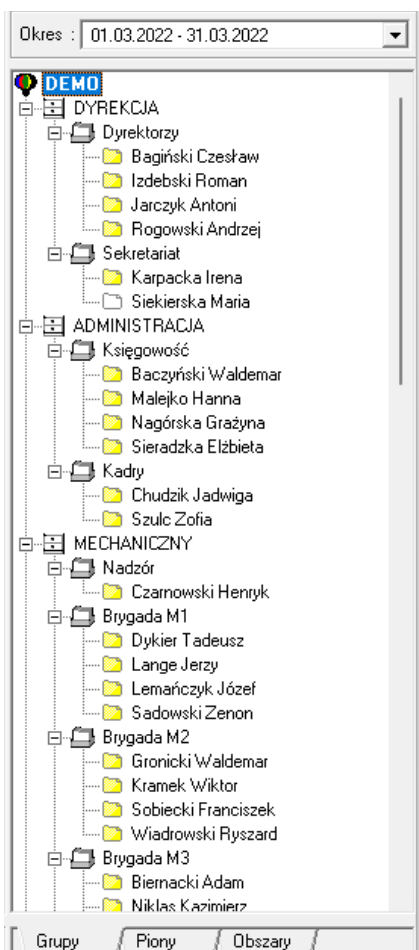 Okres : 01.03.2022 - 31.03.2022
DEMO
DYREKCJA
Dyrektorzy
Bagiński Czesław
Izdebski Roman
Jarczyk Antoni
Rogowski Andrzej
Sekretariat
Karpacka Irena
Siekierska Maria
ADMINISTRACJA
Księgowość
Baczyński Waldemar
Malejko Hanna
Nagórska Grażyna
Sieradzka Elżbieta
Kadry
Chudzik Jadwiga
Szulc Zofia
MECHANICZNY
Nadzór
Czarnowski Henryk
Brygada M1
Dykier Tadeusz
Lange Jerzy
Lemańczyk Józef
Sadowski Zenon
Brygada M2
Gronicki Waldemar
Kramek Wiktor
Sobiecki Franciszek
Wiadrowski Ryszard
Brygada M3
Biernacki Adam
Niklas Kazimierz
Grupy Piony Obszary